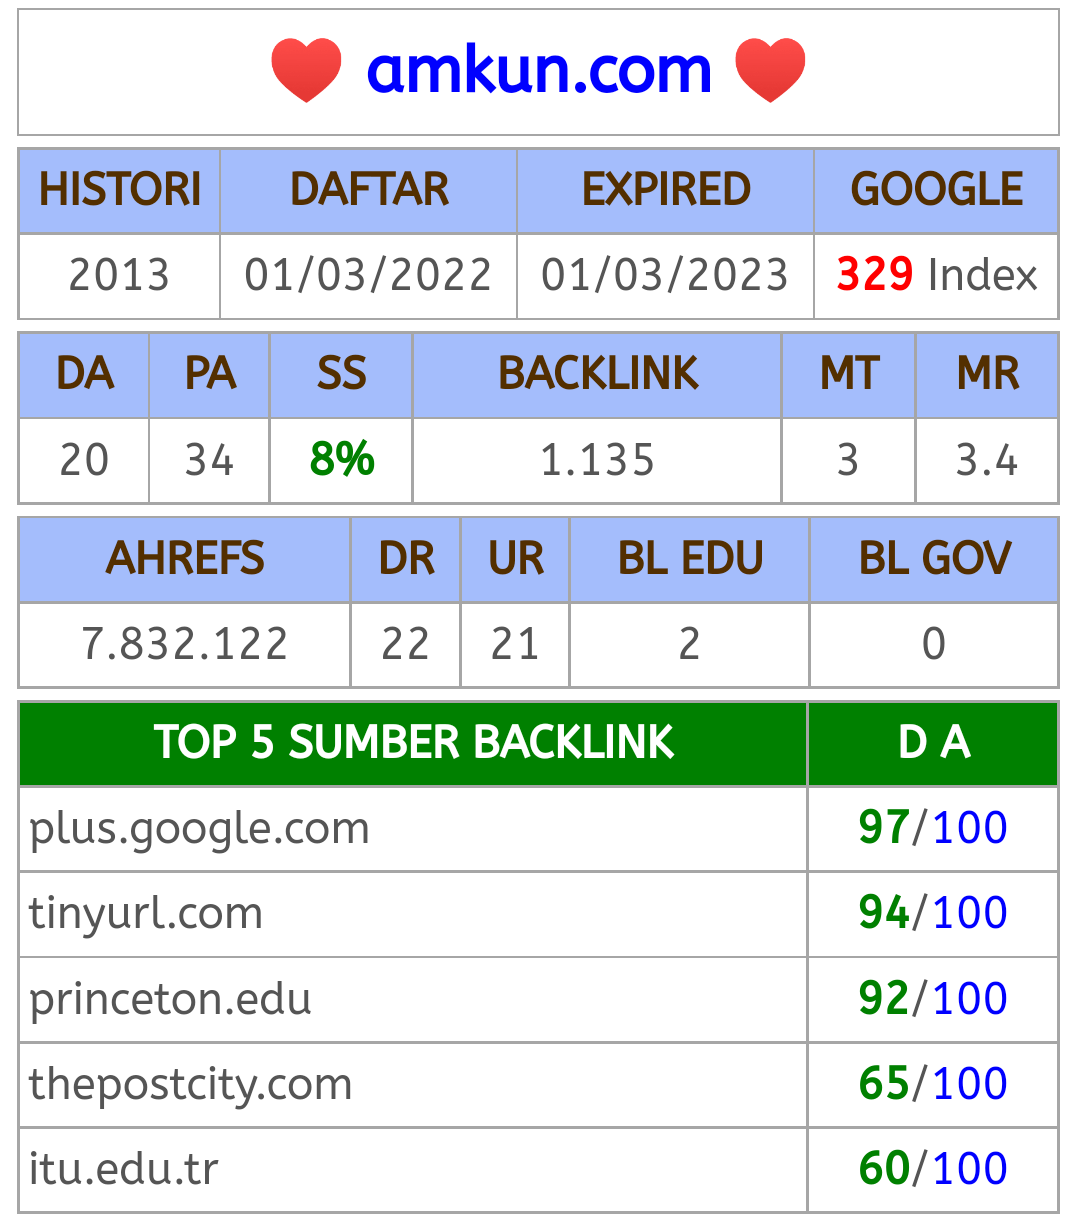 amkun.com
HISTORI DAFTAR EXPIRED GOOGLE
2013 01/03/2022 01/03/2023 329 Index
DA PA SS BACKLINK MT MR
20 34 8% 1.135 3 3.4
AHREFS DR UR BL EDU BL GOV
7.832.122 22 21 2 0
TOP 5 SUMBER BACKLINK D A
plus.google.com 97/100
tinyurl.com 94/100
princeton.edu 92/100
thepostcity.com 65/100
itu.edu.tr 60/100